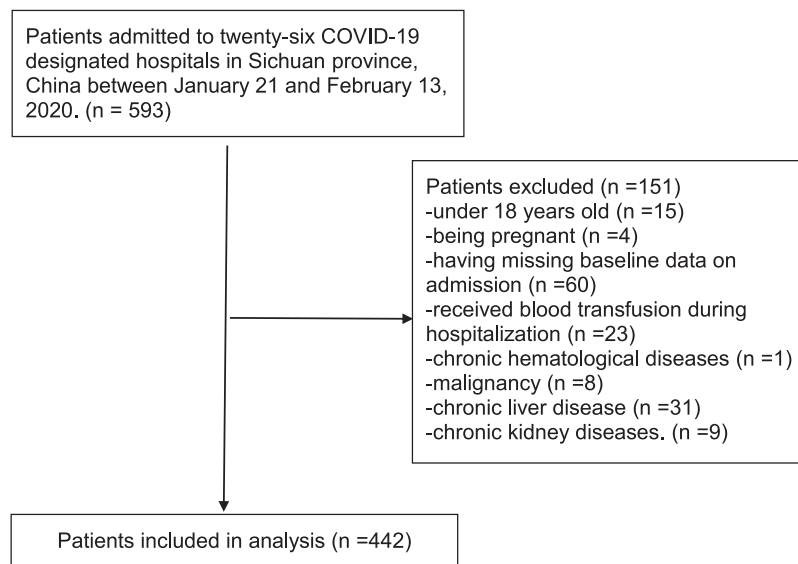 Patients admitted to twenty-six COVID-19
designated hospitals in Sichuan province,
China between January 21 and February 13,
2020. (n = 593)
Patients excluded (n =151)
-under 18 years old (n =15)
-being pregnant (n =4)
-having missing baseline data on
admission (n =60)
-received blood transfusion during
hospitalization (n =23)
-chronic hematological diseases (n =1)
-malignancy (n =8)
-chronic liver disease (n =31)
-chronic kidney diseases. (n =9)
Patients included in analysis (n =442)